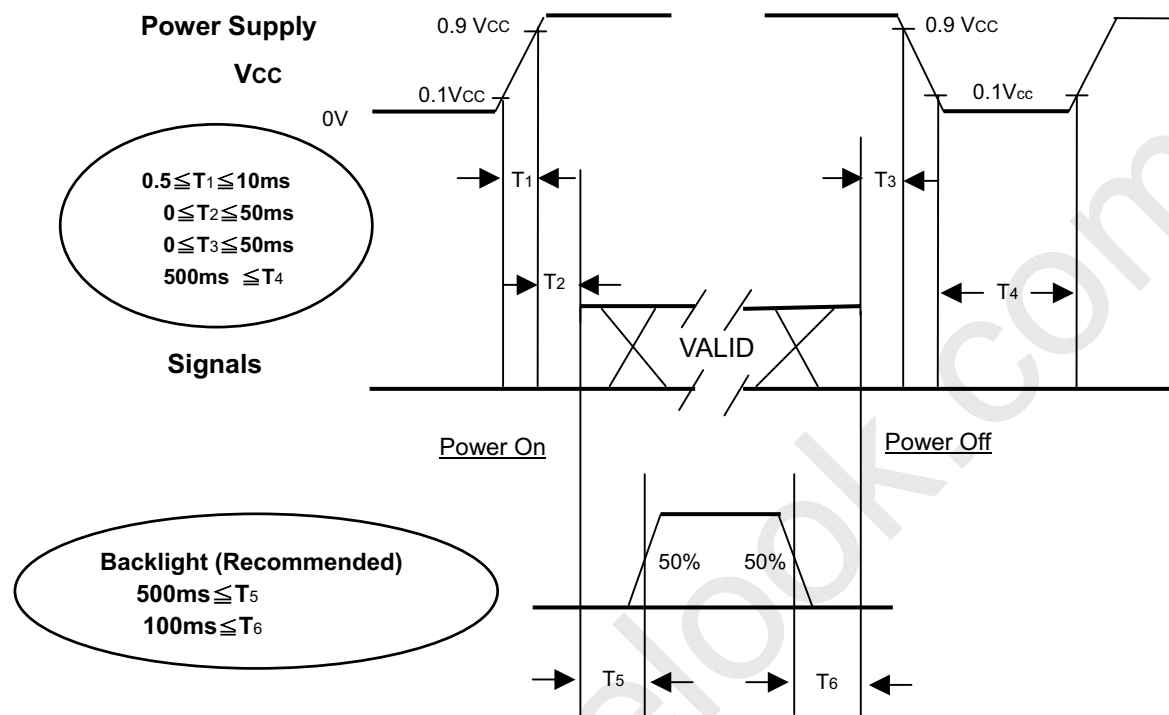 Power Supply
VCC
0.9 VCC
0.1VCC
0V
0.9 VCC
0.1Vcc
0.5≦T1≦10ms
0≦T2≦50ms
0≦T3≦50ms
500ms ≦T4
T1
T3
T2
T4
VALID
Signals
Power On
Power Off
Backlight (Recommended)
500ms≦T5
100ms≦T6
50%
50%
T5
T6
elook.com